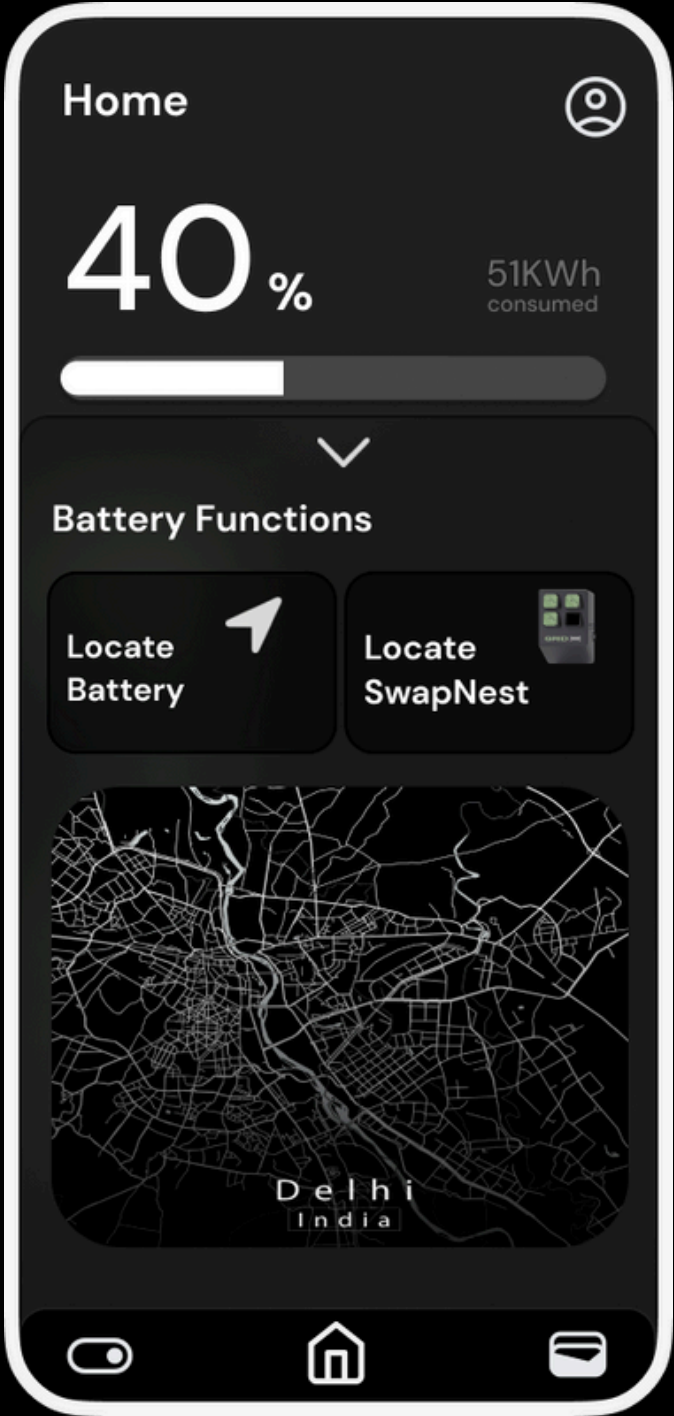 Home
40 %
51KWh
consumed
Battery Functions
Locate
Battery
Locate
SwapNest
Delhi
India